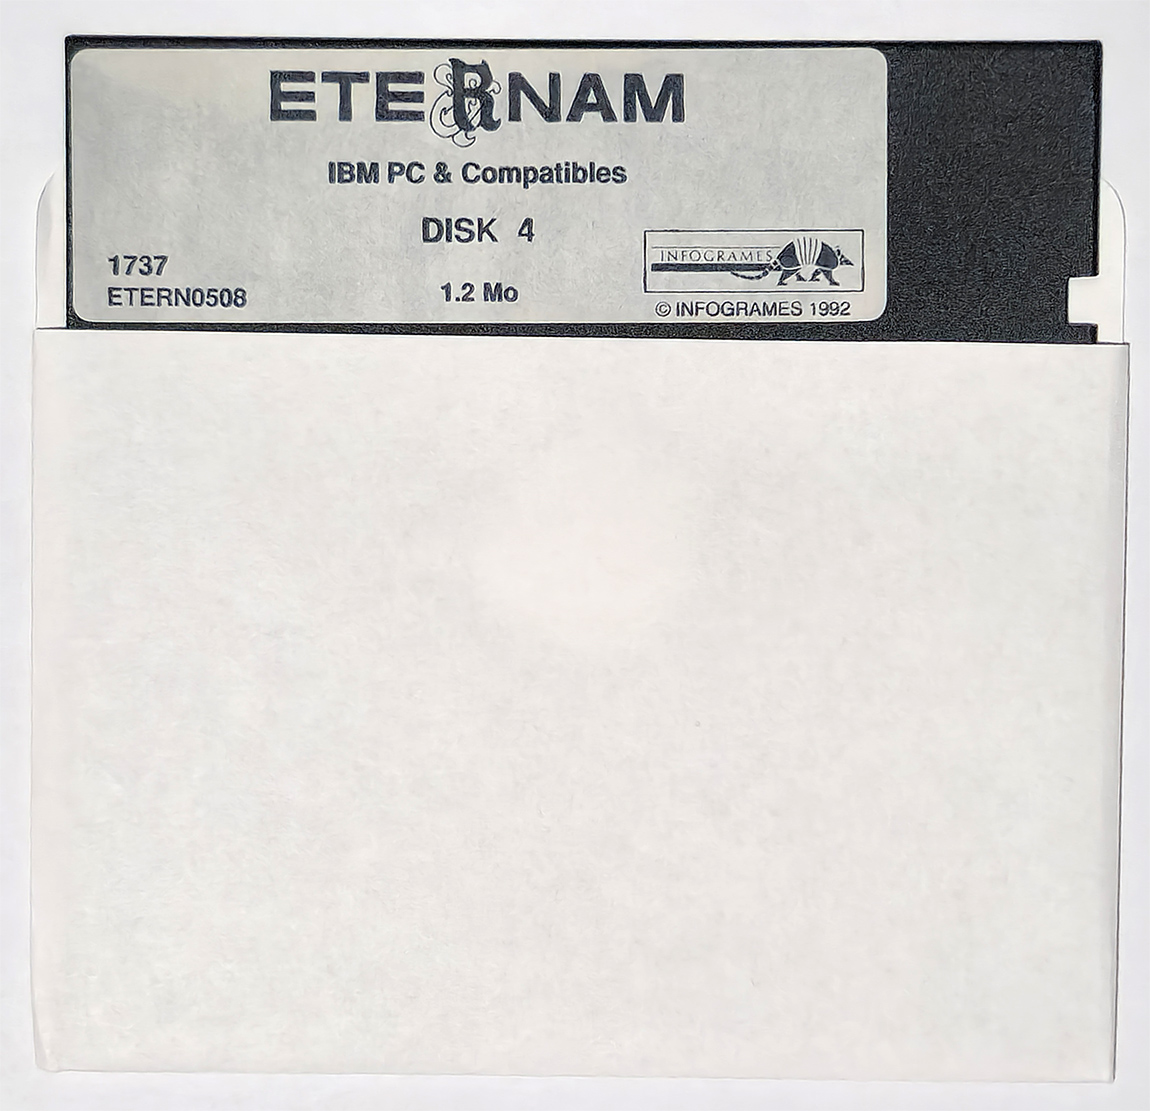 ETERNAM
IBM PC & Compatibles
DISK 4
1737
ETERN0508
1.2 Mo
INFOGRAMES
© INFOGRAMES 1992